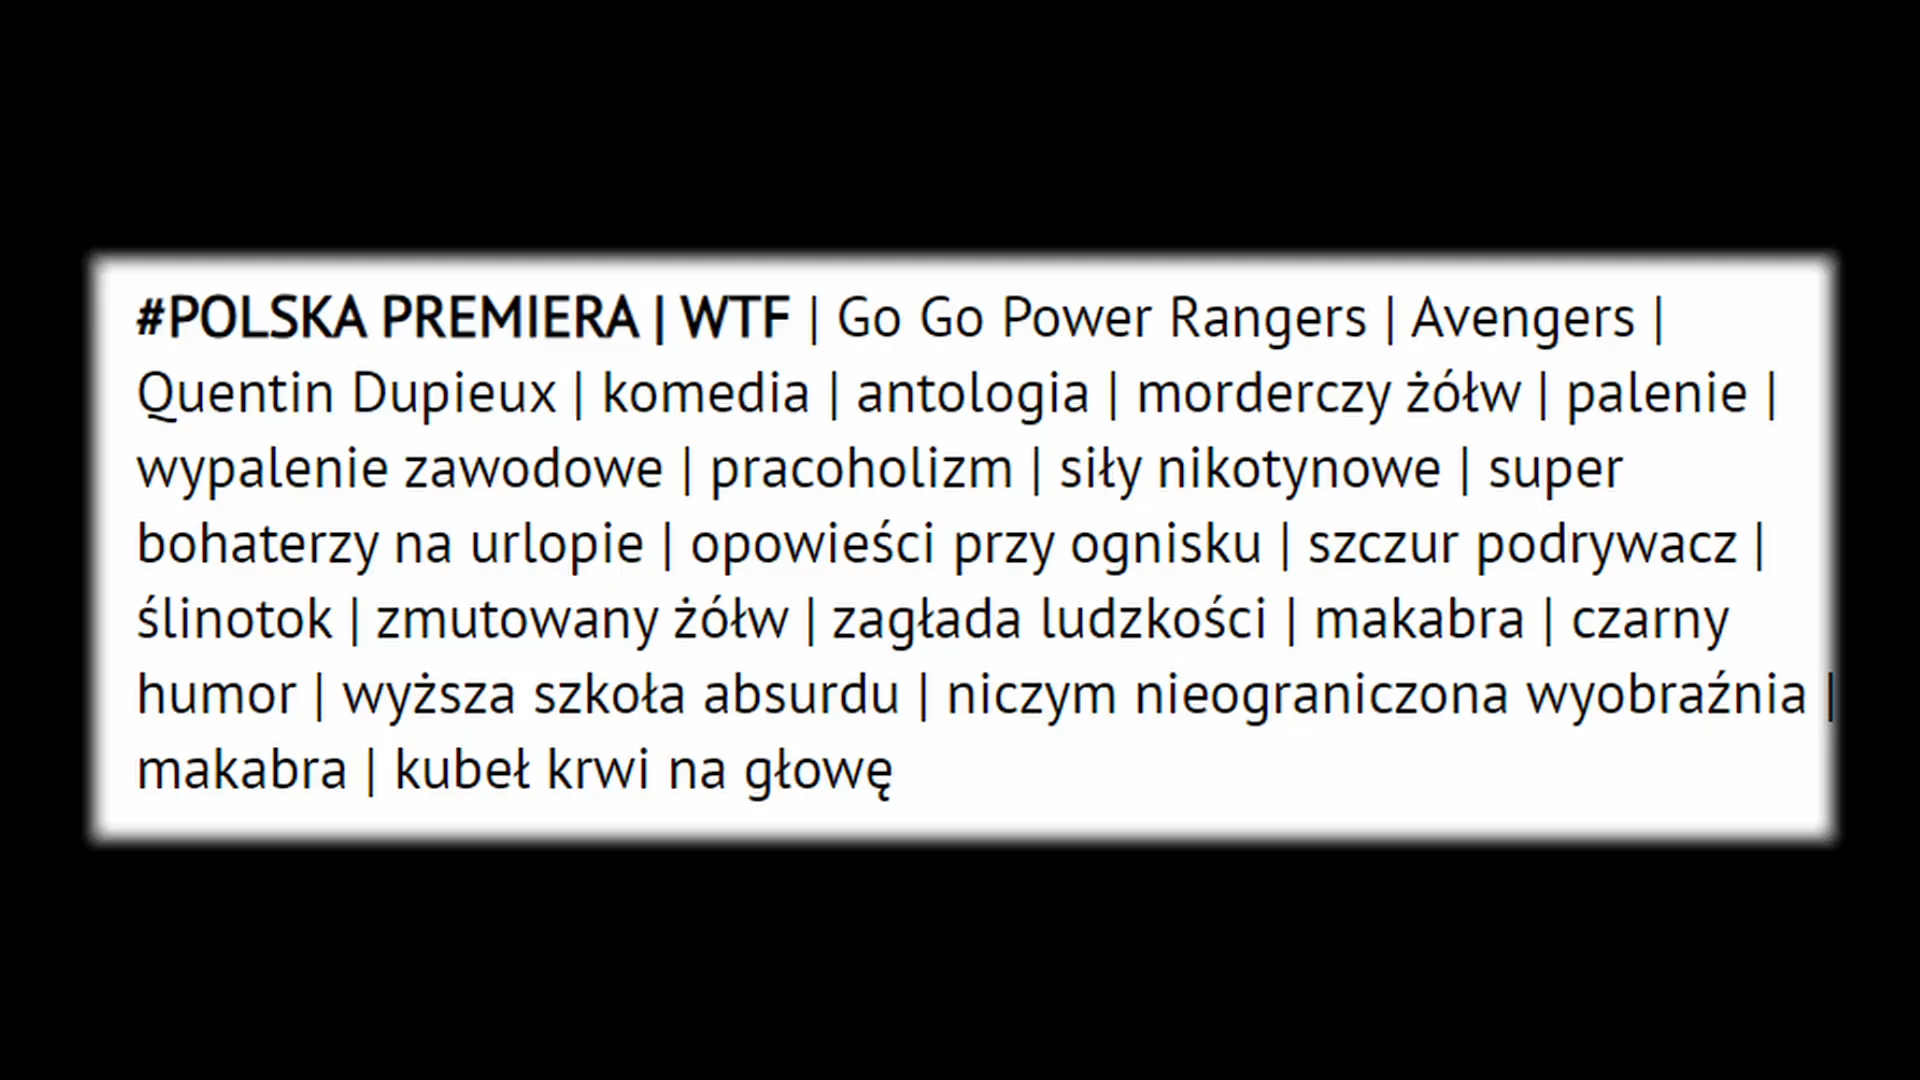 #POLSKA PREMIERA | WTF | Go Go Power Rangers | Avengers |
Quentin Dupieux | komedia | antologia | morderczy żółw | palenie |
wypalenie zawodowe | pracoholizm | siły nikotynowe | super
bohaterzy na urlopie | opowieści przy ognisku | szczur podrywacz |
ślinotok | zmutowany żółw | zagłada ludzkości | makabra | czarny
humor | wyższa szkoła absurdu | niczym nieograniczona wyobraźnia |
makabra | kubeł krwi na głowę